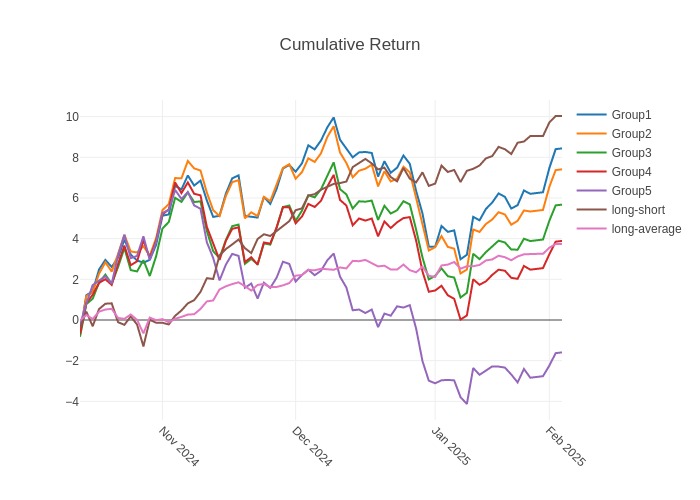 Cumulative Return
10
8
6
4
2
0
−2
−4
Nov 2024
Dec 2024
Jan 2025
Feb 2025
Group1
Group2
Group3
Group4
Group5
long-short
long-average